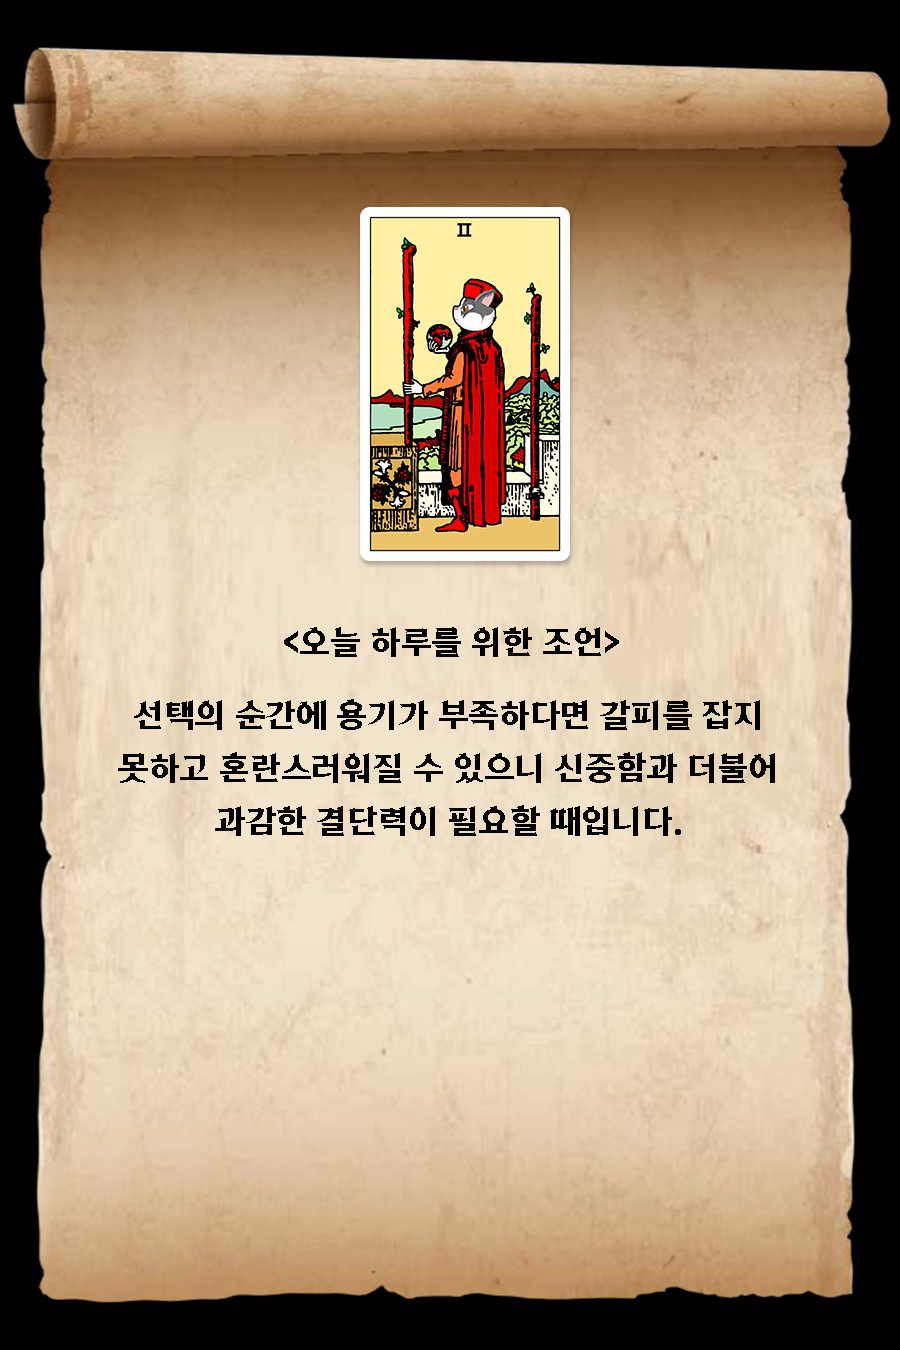 II
<오늘 하루를 위한 조언>
선택의 순간에 용기가 부족하다면 갈피를 잡지
못하고 혼란스러워질 수 있으니 신중함과 더불어
과감한 결단력이 필요할 때입니다.